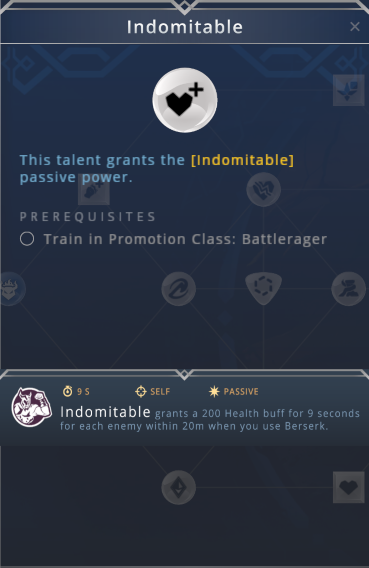 Indomitable
×
This talent grants the [Indomitable]
passive power.
PREREQUISITES
Train in Promotion Class: Battlerager
9 S SELF PASSIVE
Indomitable grants a 200 Health buff for 9 seconds
for each enemy within 20m when you use Berserk.